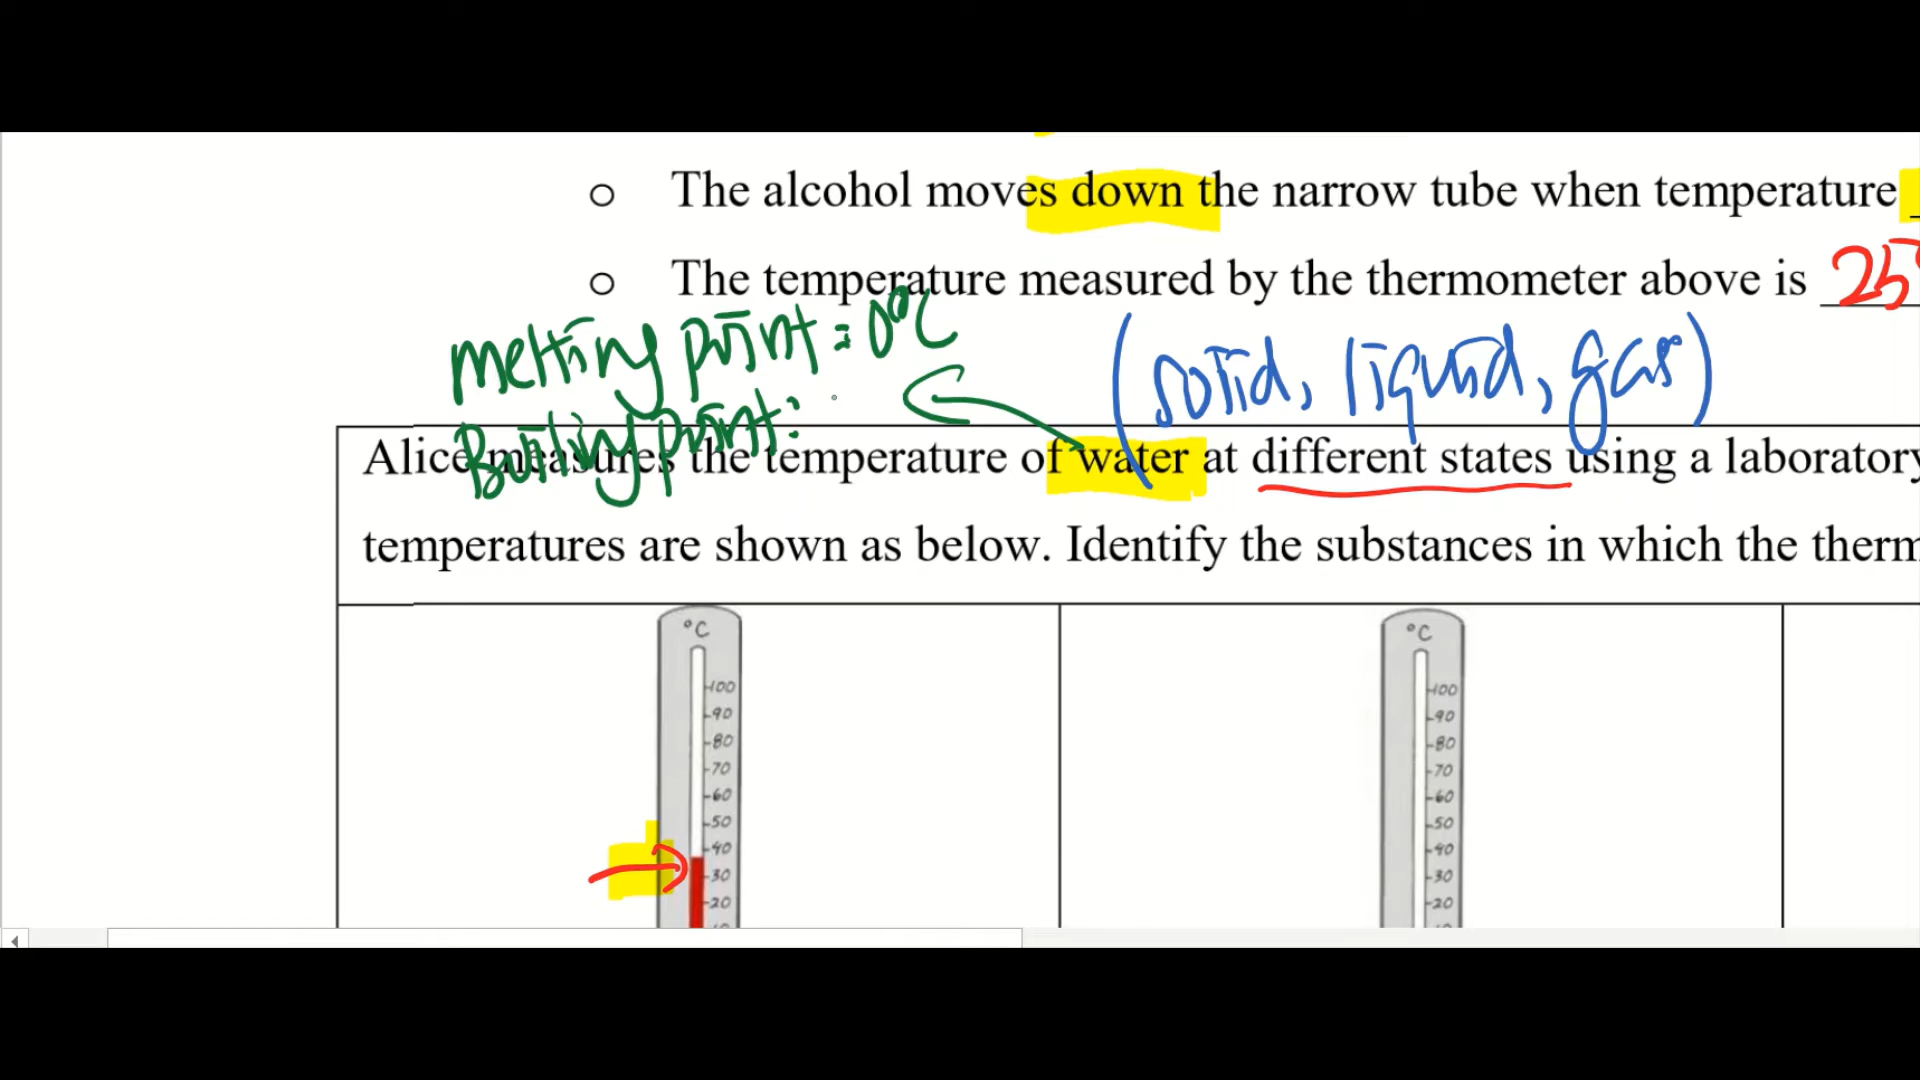 o The alcohol moves down the narrow tube when temperature
o The temperature measured by the thermometer above is 25°
melting point: 0°C
(solid, liquid, gas)
Boiling point:
Alice measures the temperature of water at different states using a laboratory
temperatures are shown as below. Identify the substances in which the therm
°C
100
90
80
70
60
50
40
30
20
°C
100
90
80
70
60
50
40
30
20